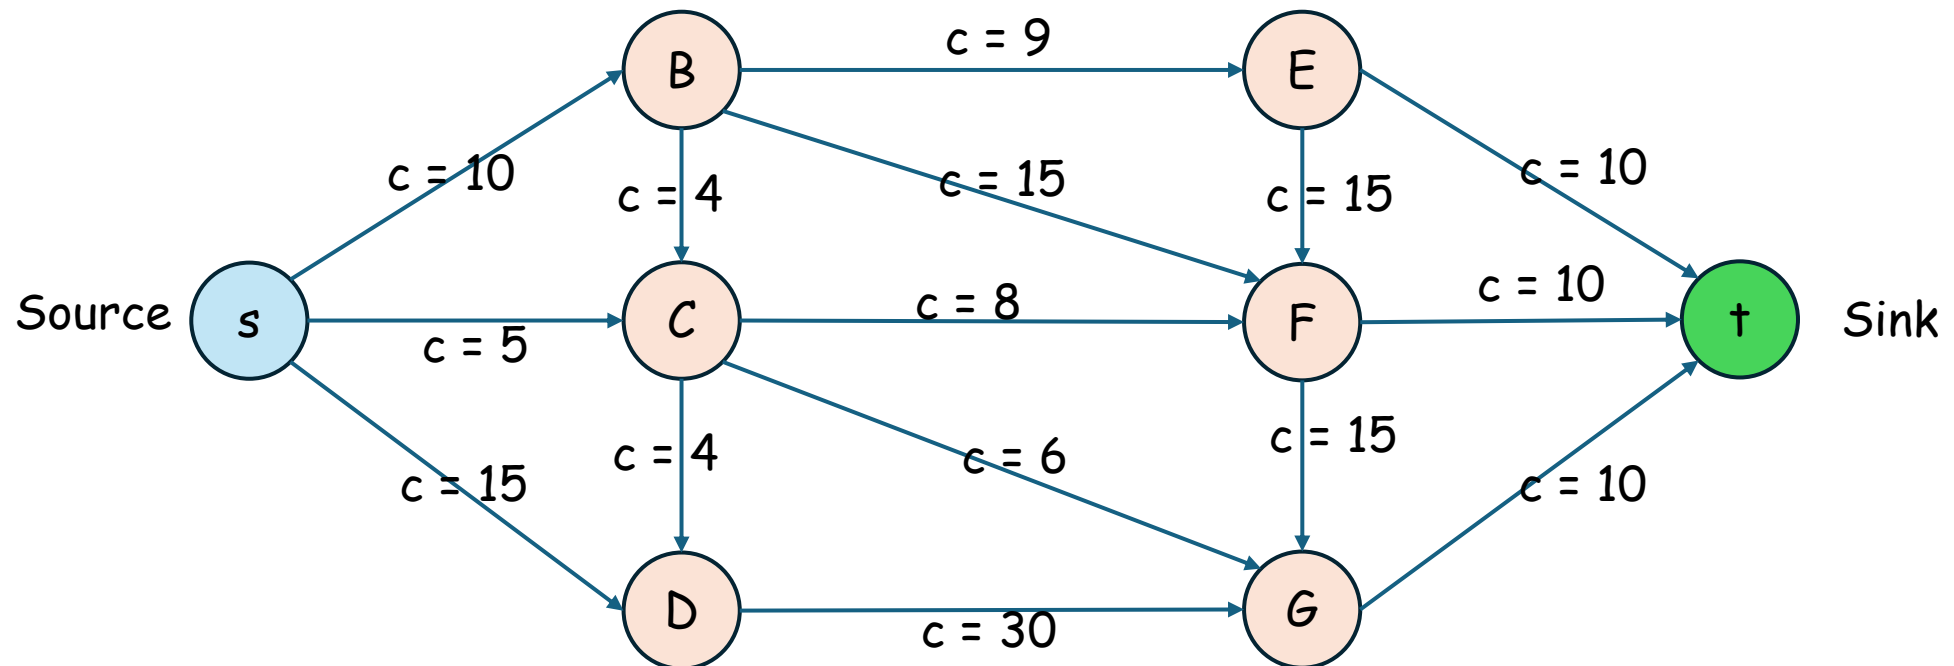 B
c = 9
E
c = 10
c = 4
c = 15
c = 15
c = 10
Source
s
c = 5
C
c = 8
F
c = 10
t
Sink
c = 15
c = 4
c = 6
c = 15
c = 10
D
c = 30
G